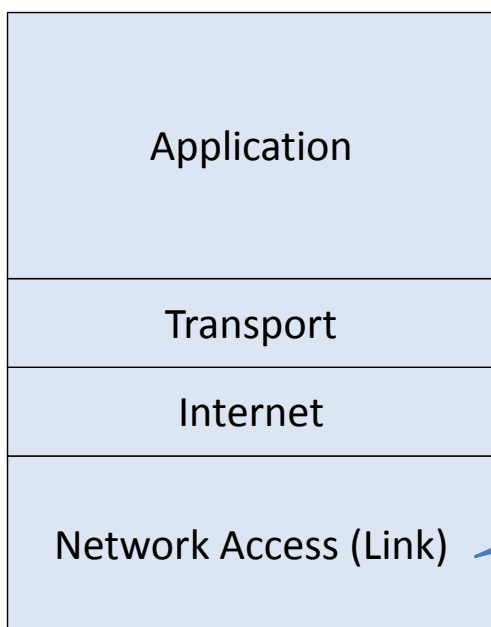 Application
Transport
Internet
Network Access (Link)